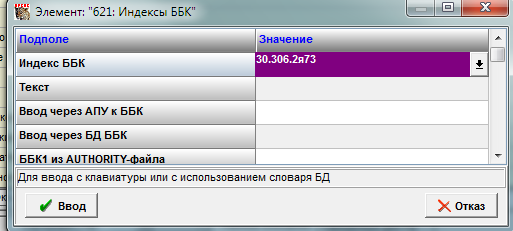 Элемент: "621: Индексы ББК"
Подполе Значение
Индекс ББК 30.306.2я73
Текст
Ввод через АПУ к ББК
Ввод через БД ББК
ББК1 из AUTHORITY-файла
Для ввода с клавиатуры или с использованием словаря БД
Ввод Отказ